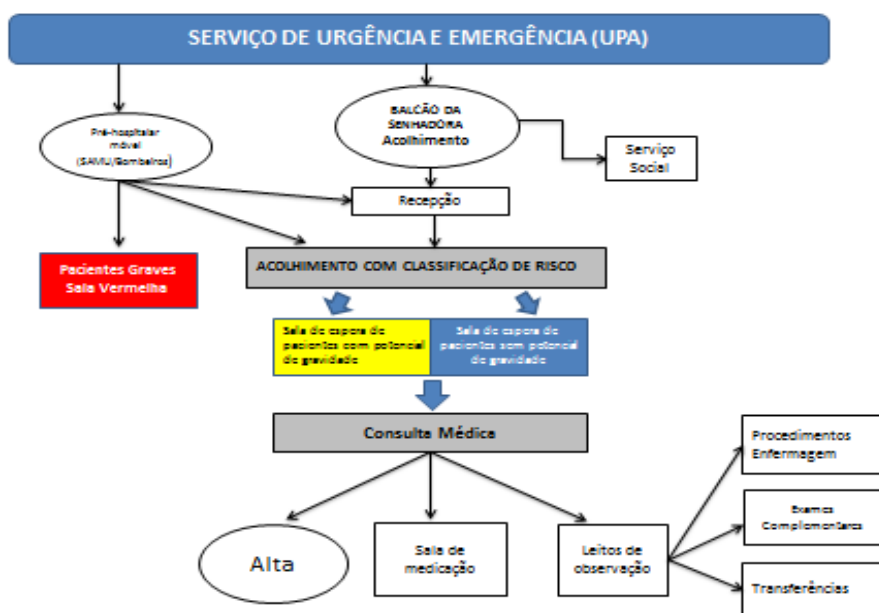 SERVIÇO DE URGÊNCIA E EMERGÊNCIA (UPA)
Pré-hospitalar
móvel
(SAMU/Bombeiros)
BALCÃO DA
SENHADORA
Acolhimento
Serviço
Social
Recepção
Pacientes Graves
Sala Vermelha
ACOLHIMENTO COM CLASSIFICAÇÃO DE RISCO
Sala de espera de
pacientes com potencial
de gravidade
Sala de espera de
pacientes sem potencial
de gravidade
Consulta Médica
Alta
Sala de
medicação
Leitos de
observação
Procedimentos
Enfermagem
Exames
Complementares
Transferências